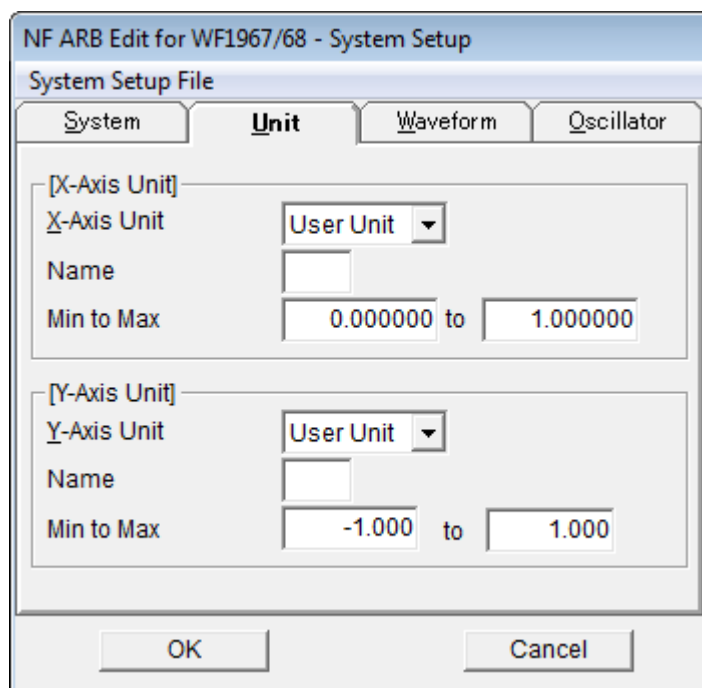 NF ARB Edit for WF1967/68 - System Setup
System Setup File
System Unit Waveform Oscillator
[X-Axis Unit]
X-Axis Unit User Unit
Name
Min to Max 0.000000 to 1.000000
[Y-Axis Unit]
Y-Axis Unit User Unit
Name
Min to Max -1.000 to 1.000
OK Cancel